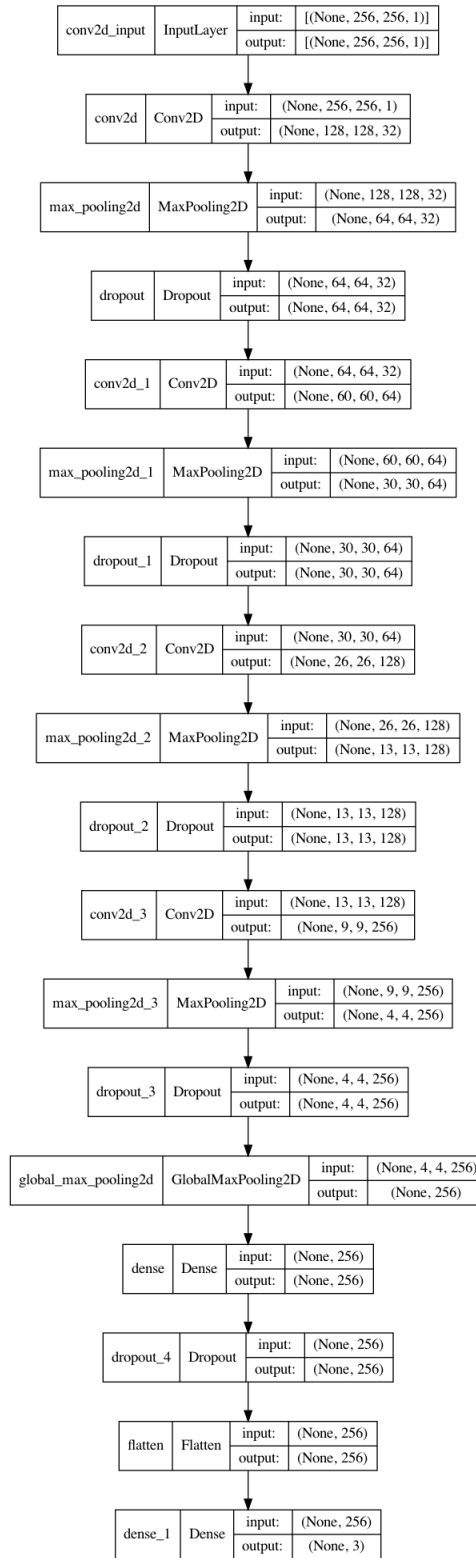 conv2d_input InputLayer input: [(None, 256, 256, 1)]
output: [(None, 256, 256, 1)]
conv2d Conv2D input: (None, 256, 256, 1)
output: (None, 128, 128, 32)
max_pooling2d MaxPooling2D input: (None, 128, 128, 32)
output: (None, 64, 64, 32)
dropout Dropout input: (None, 64, 64, 32)
output: (None, 64, 64, 32)
conv2d_1 Conv2D input: (None, 64, 64, 32)
output: (None, 60, 60, 64)
max_pooling2d_1 MaxPooling2D input: (None, 60, 60, 64)
output: (None, 30, 30, 64)
dropout_1 Dropout input: (None, 30, 30, 64)
output: (None, 30, 30, 64)
conv2d_2 Conv2D input: (None, 30, 30, 64)
output: (None, 26, 26, 128)
max_pooling2d_2 MaxPooling2D input: (None, 26, 26, 128)
output: (None, 13, 13, 128)
dropout_2 Dropout input: (None, 13, 13, 128)
output: (None, 13, 13, 128)
conv2d_3 Conv2D input: (None, 13, 13, 128)
output: (None, 9, 9, 256)
max_pooling2d_3 MaxPooling2D input: (None, 9, 9, 256)
output: (None, 4, 4, 256)
dropout_3 Dropout input: (None, 4, 4, 256)
output: (None, 4, 4, 256)
global_max_pooling2d GlobalMaxPooling2D input: (None, 4, 4, 256)
output: (None, 256)
dense Dense input: (None, 256)
output: (None, 256)
dropout_4 Dropout input: (None, 256)
output: (None, 256)
flatten Flatten input: (None, 256)
output: (None, 256)
dense_1 Dense input: (None, 256)
output: (None, 3)